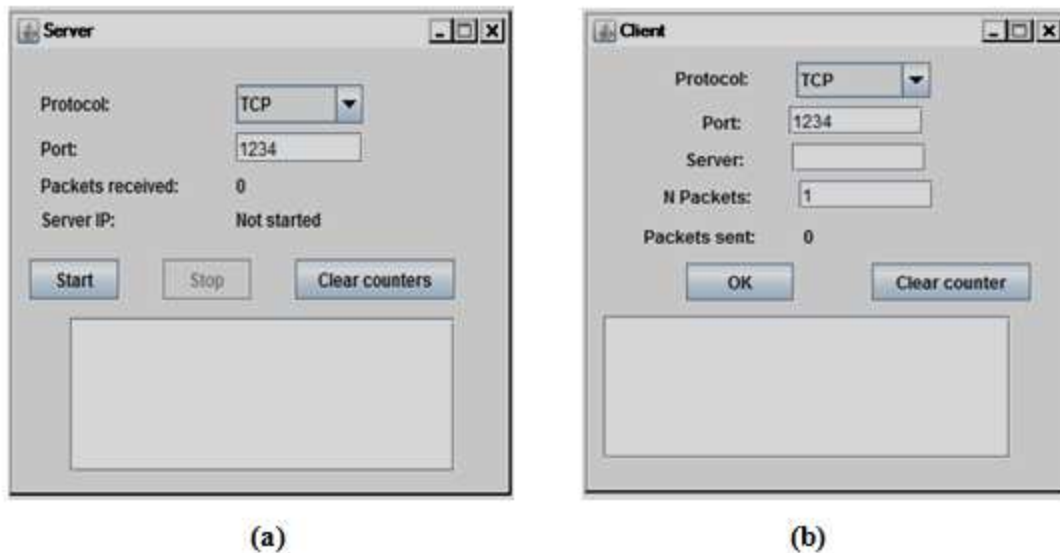 Server
Protocol: TCP
Port: 1234
Packets received: 0
Server IP: Not started
Start Stop Clear counters
(a)
Client
Protocol: TCP
Port: 1234
Server:
N Packets: 1
Packets sent: 0
OK Clear counter
(b)